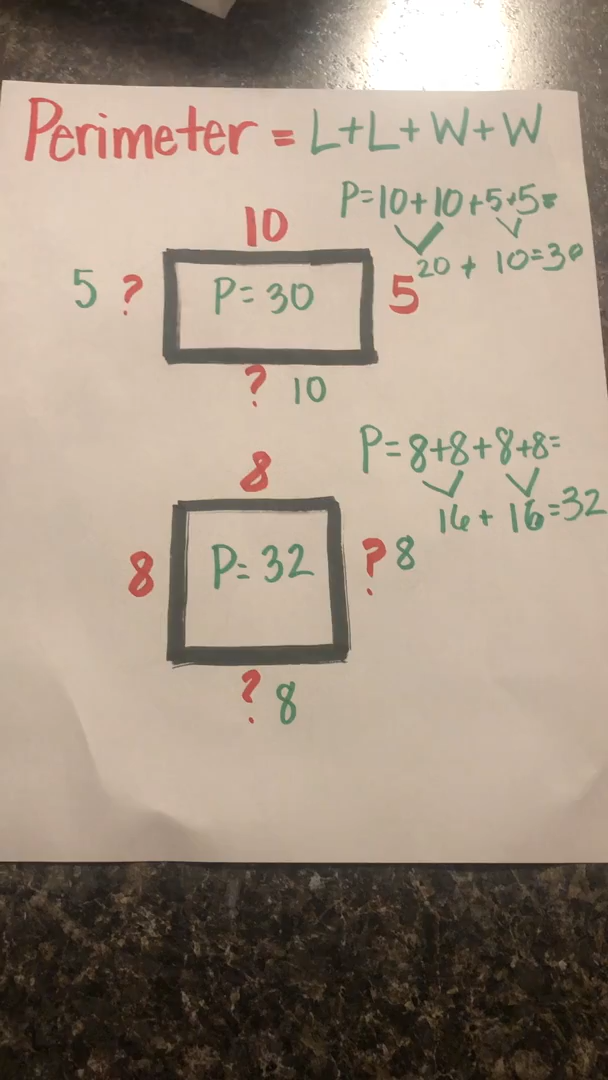 Perimeter = L+L+W+W
P=10+10+5+5=
20 + 10=30
10
5 ? P= 30 5
? 10
P=8+8+8+8=
16 + 16=32
8
8 P= 32 ? 8
? 8